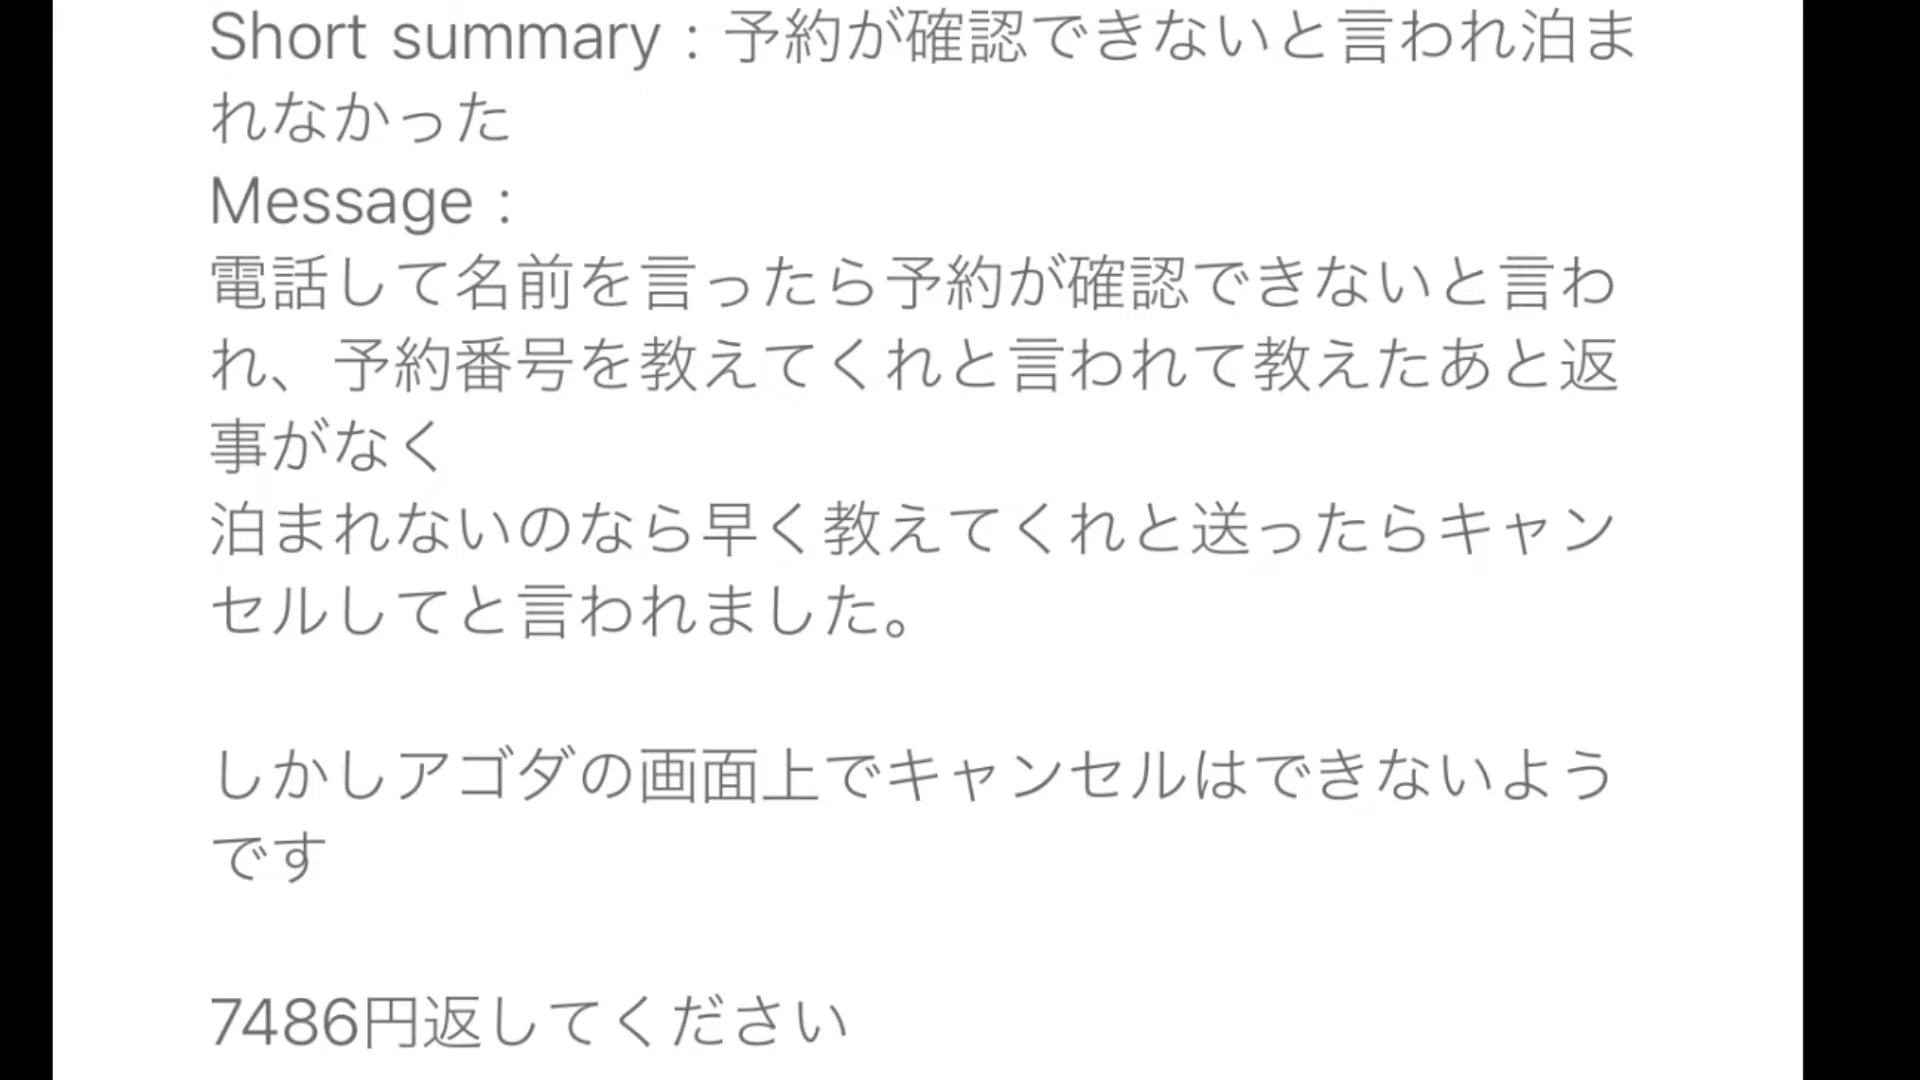 Short summary : 予約が確認できないと言われ泊ま
れなかった
Message :
電話して名前を言ったら予約が確認できないと言わ
れ、予約番号を教えてくれと言われて教えたあと返
事がなく
泊まれないのなら早く教えてくれと送ったらキャン
セルしてと言われました。
しかしアゴダの画面上でキャンセルはできないよう
です
7486円返してください